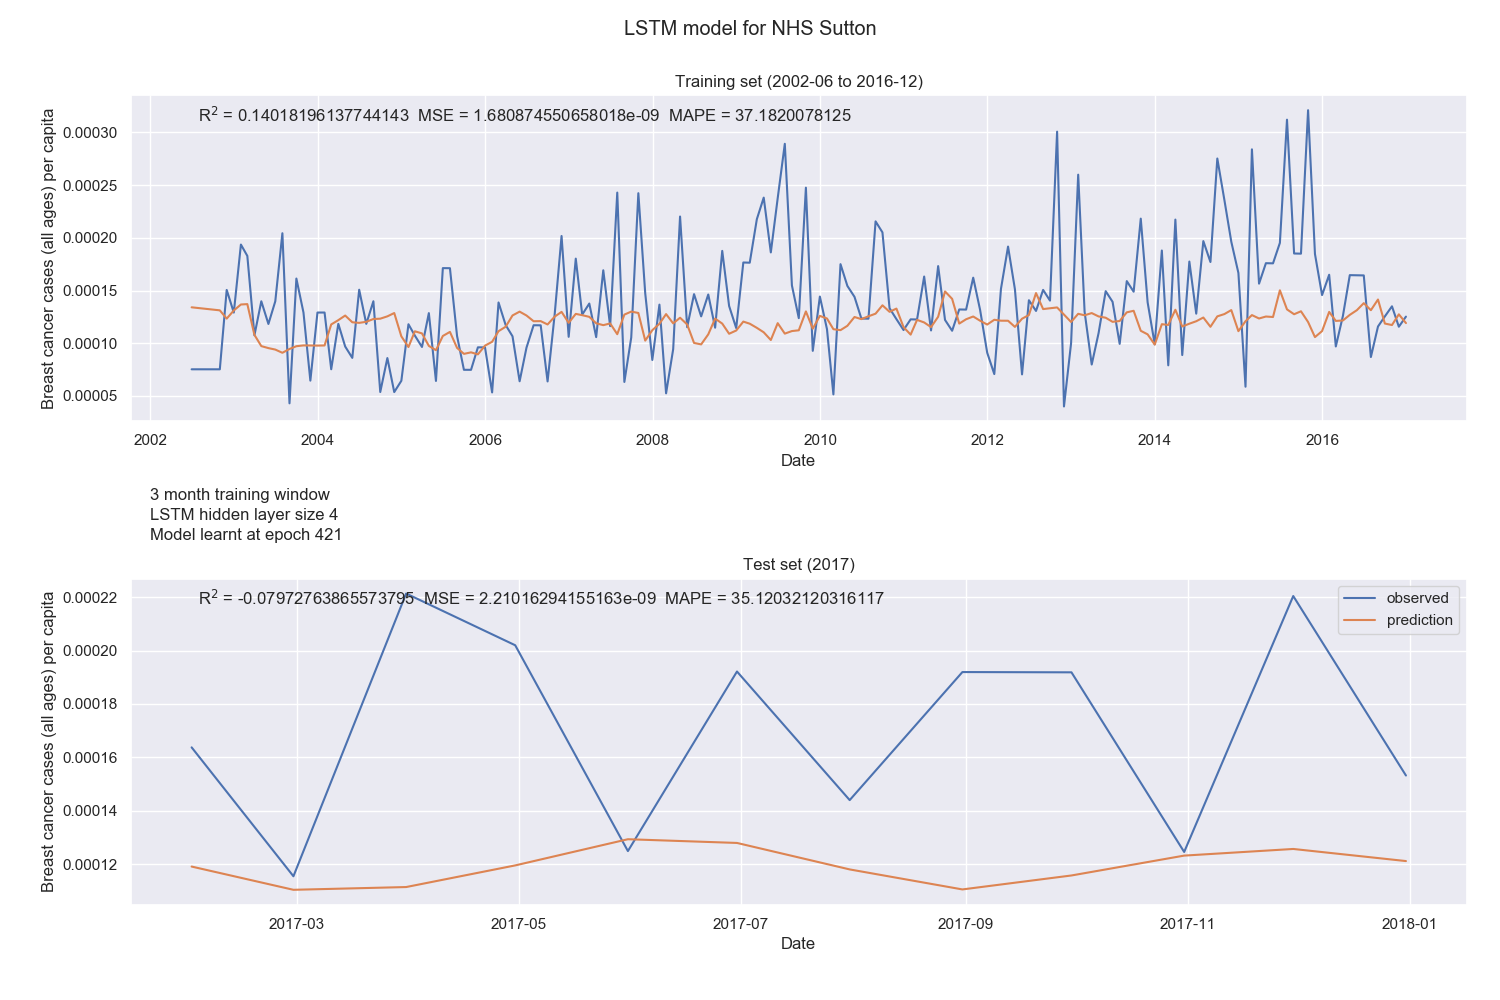 LSTM model for NHS Sutton
Training set (2002-06 to 2016-12)
R² = 0.14018196137744143 MSE = 1.680874550658018e-09 MAPE = 37.1820078125
Breast cancer cases (all ages) per capita
0.00030
0.00025
0.00020
0.00015
0.00010
0.00005
2002 2004 2006 2008 2010 2012 2014 2016
Date
3 month training window
LSTM hidden layer size 4
Model learnt at epoch 421
Test set (2017)
R² = -0.07972763865573795 MSE = 2.21016294155163e-09 MAPE = 35.12032120316117
observed
prediction
Breast cancer cases (all ages) per capita
0.00022
0.00020
0.00018
0.00016
0.00014
0.00012
2017-03 2017-05 2017-07 2017-09 2017-11 2018-01
Date